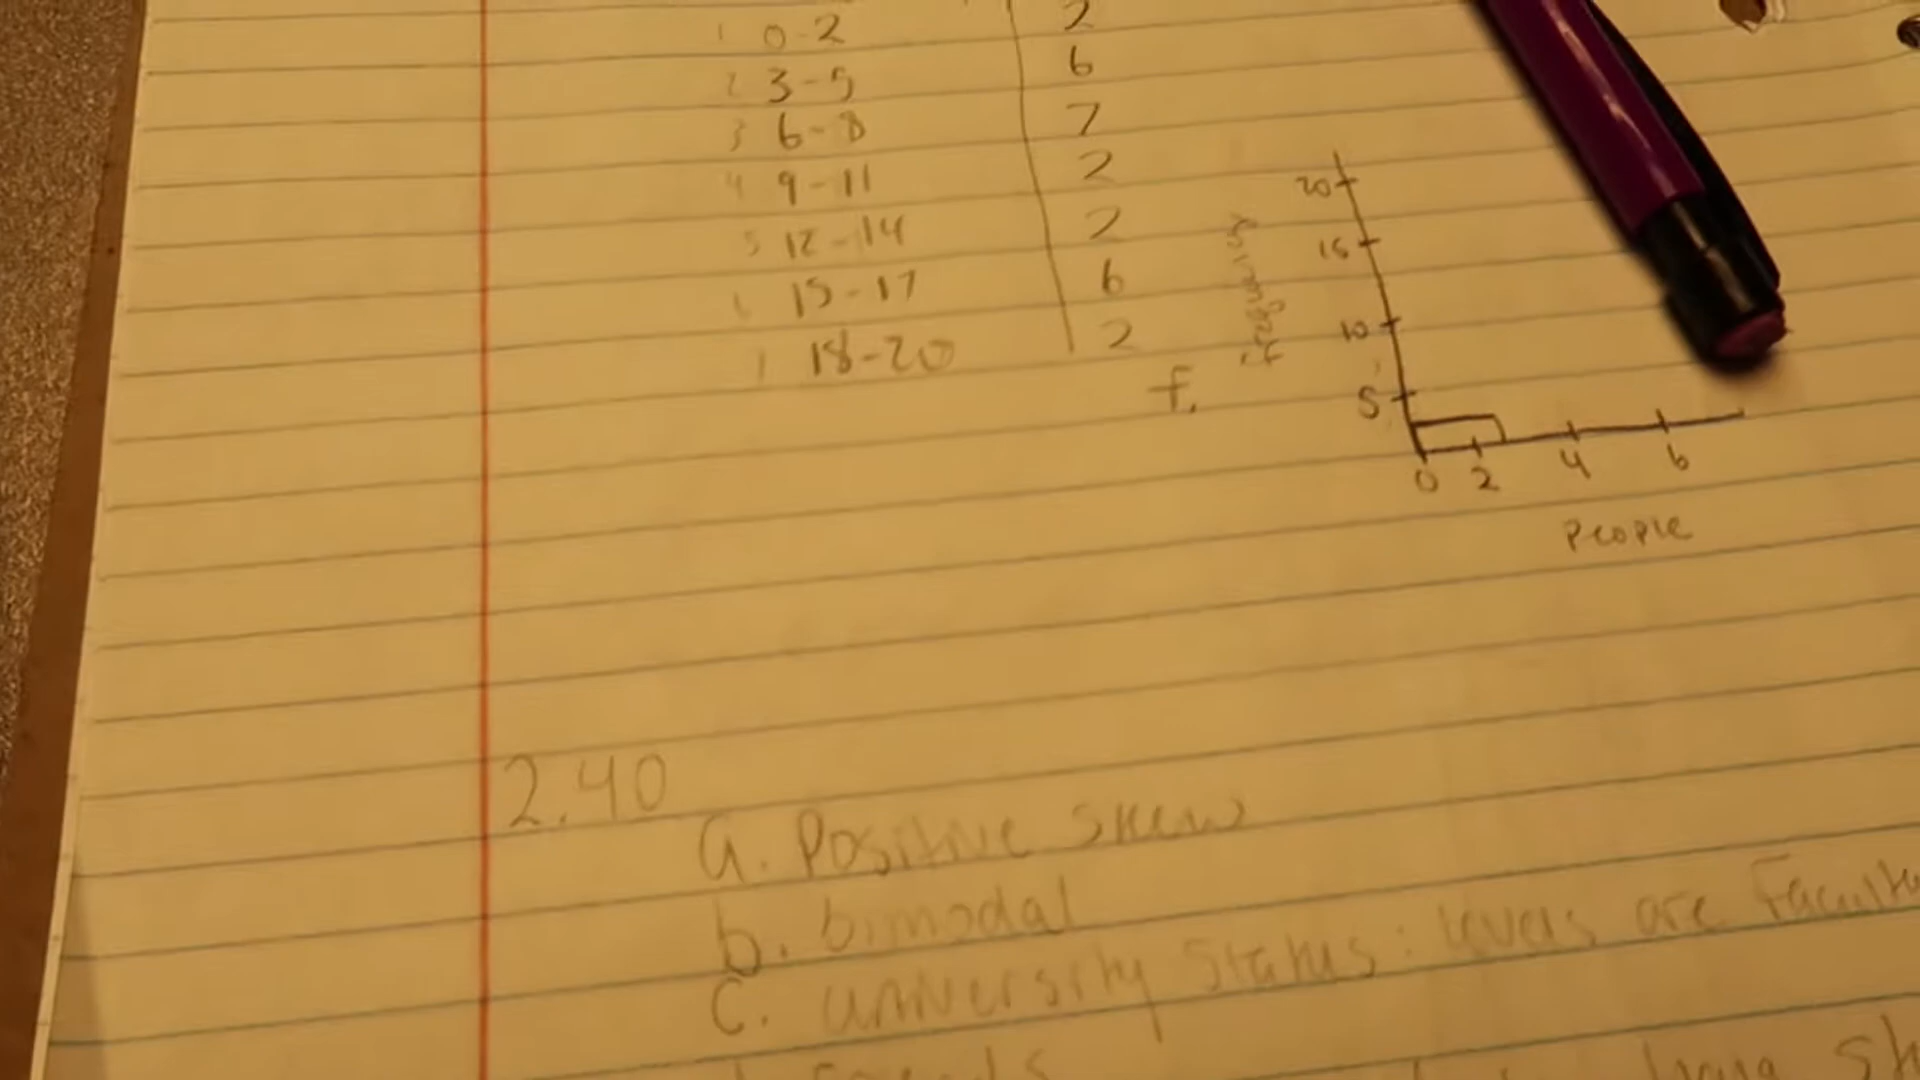 1 0-2 2
2 3-5 6
3 6-8 7
4 9-11 2
5 12-14 2
15-17 6
18-20 2
f.
Frequency
20
15
10
5
0 2 4 6
People
2.40
a. Positive Skew
b. bimodal
c. University Status: levels are Faculty